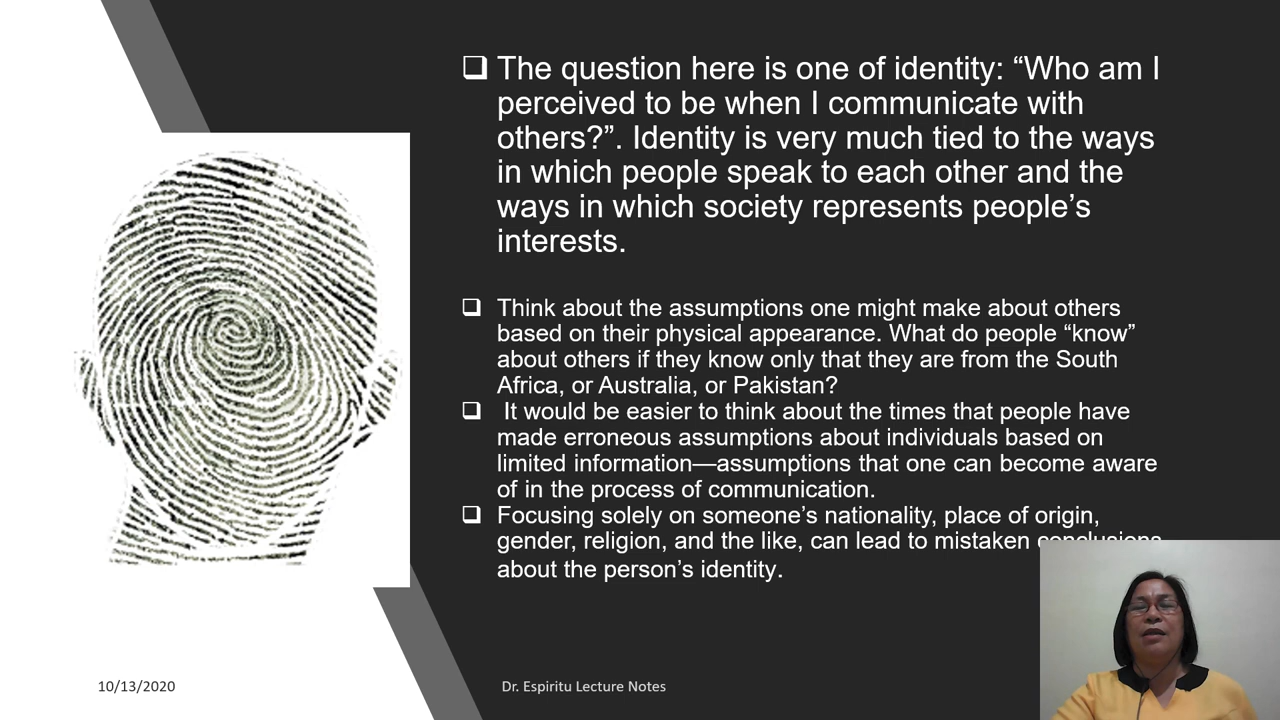 ❑ The question here is one of identity: “Who am I
perceived to be when I communicate with
others?”. Identity is very much tied to the ways
in which people speak to each other and the
ways in which society represents people’s
interests.
❑ Think about the assumptions one might make about others
based on their physical appearance. What do people “know”
about others if they know only that they are from the South
Africa, or Australia, or Pakistan?
❑ It would be easier to think about the times that people have
made erroneous assumptions about individuals based on
limited information—assumptions that one can become aware
of in the process of communication.
❑ Focusing solely on someone’s nationality, place of origin,
gender, religion, and the like, can lead to mistaken conclusions
about the person’s identity.
10/13/2020
Dr. Espiritu Lecture Notes